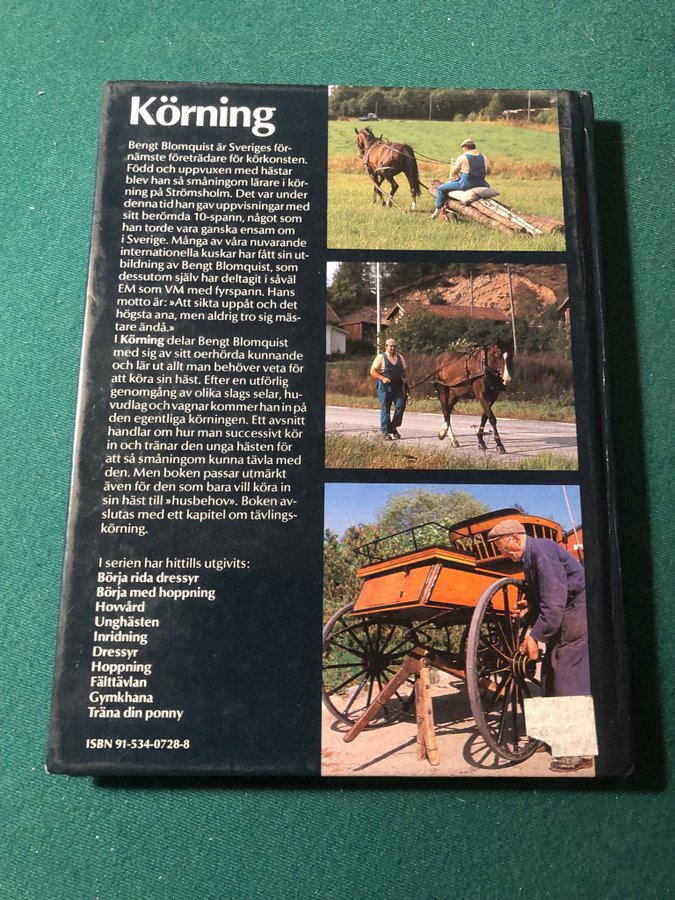 Körning
Bengt Blomquist är Sveriges för-
nämste företrädare för körkonsten.
Född och uppvuxen med hästar
blev han så småningom lärare i kör-
ning på Strömsholm. Det var under
denna tid han gav uppvisningar med
sitt berömda 10-spann, något som
han torde vara ganska ensam om
i Sverige. Många av våra nuvarande
internationella kuskar har fått sin ut-
bildning av Bengt Blomquist, som
dessutom själv har deltagit i såväl
EM som VM med fyrspann. Hans
motto är: »Att sikta uppåt och det
högsta ana, men aldrig tro sig mäs-
tare ändå.»
I Körning delar Bengt Blomquist
med sig av sitt oerhörda kunnande
och lär ut allt man behöver veta för
att köra sin häst. Efter en utförlig
genomgång av olika slags selar, hu-
vudlag och vagnar kommer han in på
den egentliga körningen. Ett avsnitt
handlar om hur man successivt kör
in och tränar den unga hästen för
att så småningom kunna tävla med
den. Men boken passar utmärkt
även för den som bara vill köra in
sin häst till »husbehov». Boken av-
slutas med ett kapitel om tävlings-
körning.
I serien har hittills utgivits:
Börja rida dressyr
Börja med hoppning
Hovvård
Unghästen
Inridning
Dressyr
Hoppning
Fälttävlan
Gymkhana
Träna din ponny
ISBN 91-534-0728-8